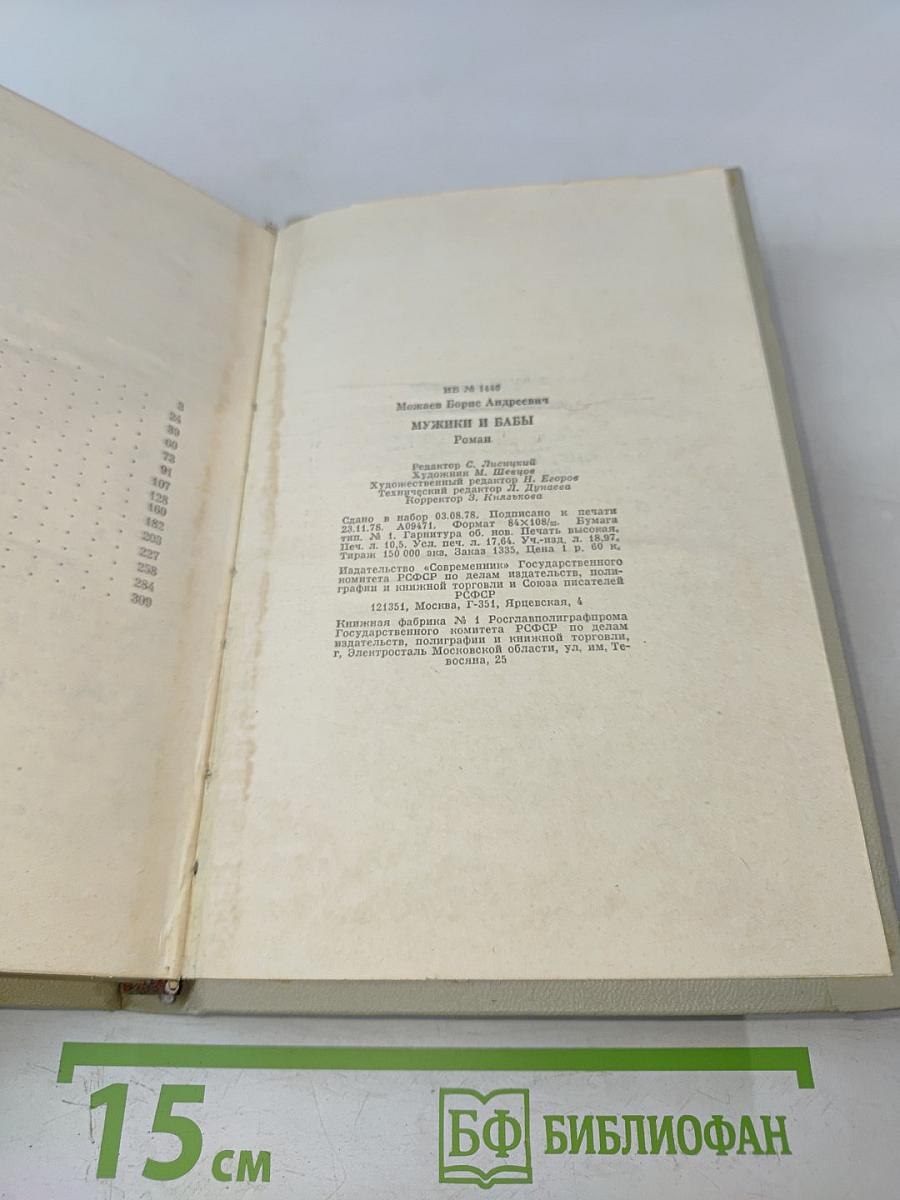 3
24
39
60
73
91
107
128
160
182
203
227
258
284
309
ИБ № 1440
Можаев Борис Андреевич
МУЖИКИ И БАБЫ
Роман
Редактор С. Лисицкий
Художник М. Шевцов
Художественный редактор Н. Егоров
Технический редактор Л. Дунаева
Корректор З. Князькова
Сдано в набор 03.08.78. Подписано к печати
23.11.78. А09471. Формат 84×108/32. Бумага
тип. № 1. Гарнитура об. нов. Печать высокая.
Печ. л. 10,5. Усл. печ. л. 17,64. Уч.-изд. л. 18,97.
Тираж 150 000 экз. Заказ 1335. Цена 1 р. 60 к.
Издательство «Современник» Государственного
комитета РСФСР по делам издательств, поли-
графии и книжной торговли и Союза писателей
РСФСР
121351, Москва, Г-351, Ярцевская, 4
Книжная фабрика № 1 Росглавполиграфпрома
Государственного комитета РСФСР по делам
издательств, полиграфии и книжной торговли,
г. Электросталь Московской области, ул. им. Те-
восяна, 25
15 см
БФ БИБЛИОФАН